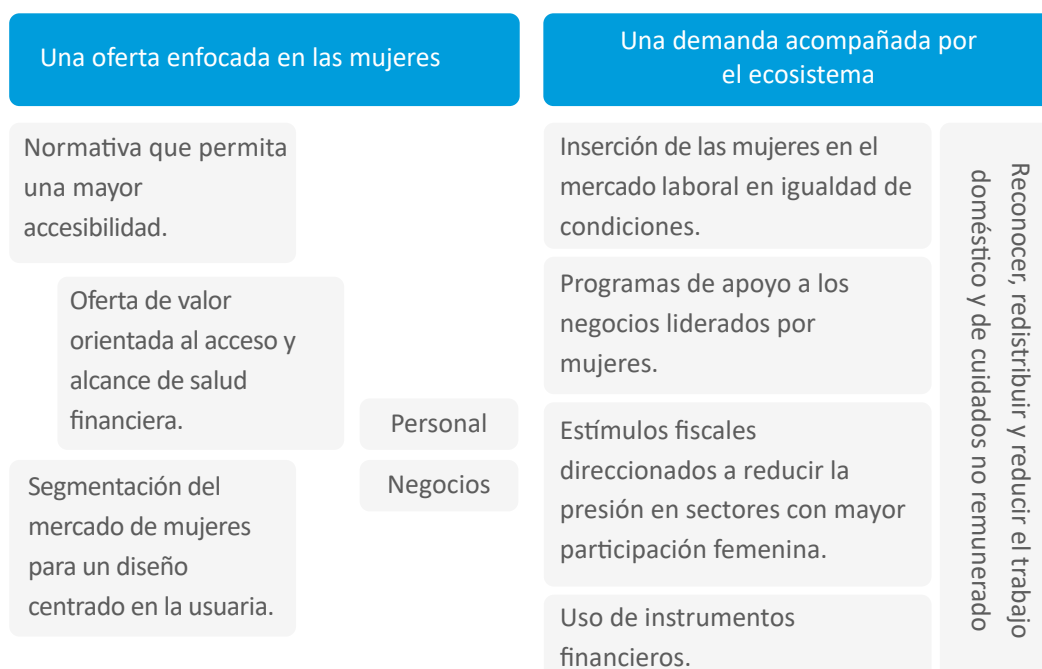 Una oferta enfocada en las mujeres
Normativa que permita
una mayor
accesibilidad.
Oferta de valor
orientada al acceso y
alcance de salud
financiera.
Personal
Negocios
Segmentación del
mercado de mujeres
para un diseño
centrado en la usuaria.
Una demanda acompañada por
el ecosistema
Inserción de las mujeres en el
mercado laboral en igualdad de
condiciones.
Programas de apoyo a los
negocios liderados por
mujeres.
Estímulos fiscales
direccionados a reducir la
presión en sectores con mayor
participación femenina.
Uso de instrumentos
financieros.
Reconocer, redistribuir y reducir el trabajo
doméstico y de cuidados no remunerado